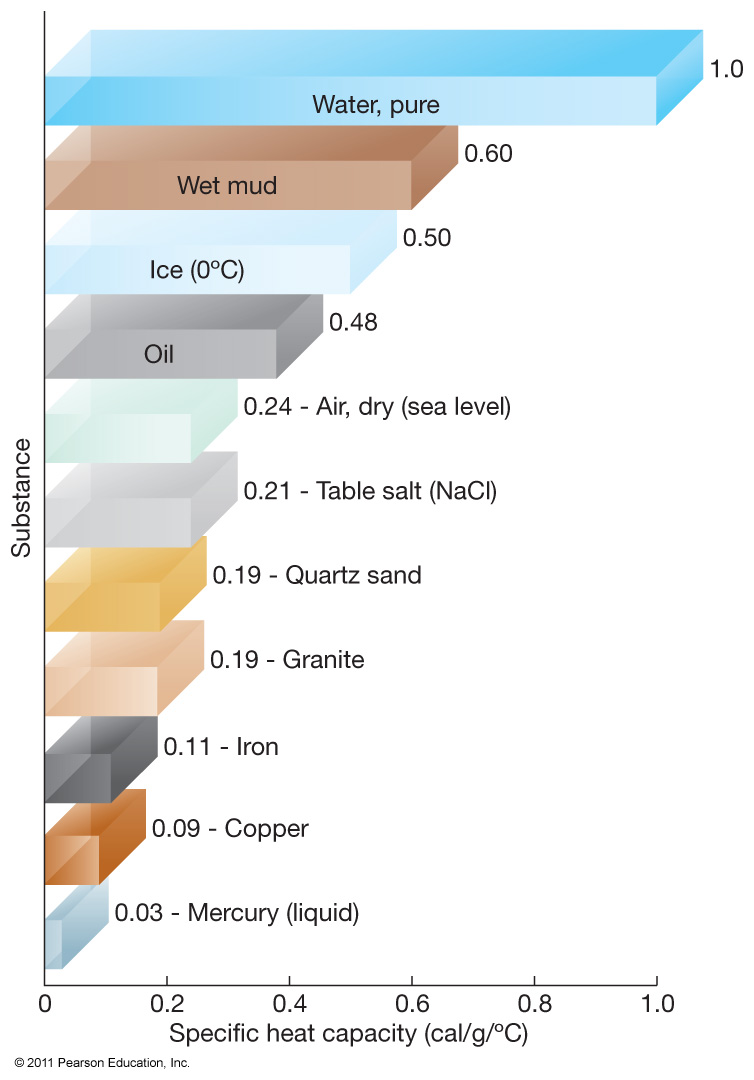 1.0
Water, pure
0.60
Wet mud
0.50
Ice (0ºC)
0.48
Oil
0.24 - Air, dry (sea level)
0.21 - Table salt (NaCl)
0.19 - Quartz sand
0.19 - Granite
0.11 - Iron
0.09 - Copper
0.03 - Mercury (liquid)
Substance
0 0.2 0.4 0.6 0.8 1.0
Specific heat capacity (cal/g/ºC)
© 2011 Pearson Education, Inc.